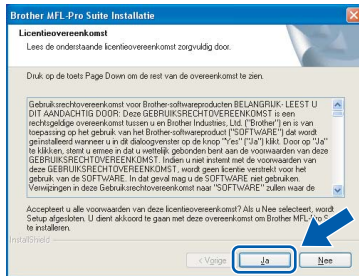 Brother MFL-Pro Suite Installatie
Licentieovereenkomst
Lees de onderstaande licentieovereenkomst zorgvuldig door.
Druk op de toets Page Down om de rest van de overeenkomst te zien.
Gebruiksrechtovereenkomst voor Brother-softwareproducten BELANGRIJK- LEEST U
DIT AANDACHTIG DOOR: Deze GEBRUIKSRECHTOVEREENKOMST is een
rechtsgeldige overeenkomst tussen u en Brother Industries, Ltd. ("Brother") en is van
toepassing op het gebruik van het Brother-softwareproduct ("SOFTWARE") dat wordt
geïnstalleerd wanneer u in dit dialoogvenster op de knop "Yes" ("Ja") klikt. Door op "Ja"
te klikken, stemt u ermee in dat u wettelijk gebonden bent aan de voorwaarden van deze
GEBRUIKSRECHTOVEREENKOMST. Indien u niet instemt met de voorwaarden van
deze GEBRUIKSRECHTOVEREENKOMST, wordt geen licentie verstrekt voor het
gebruik van de SOFTWARE. In dat geval mag u de SOFTWARE niet gebruiken.
Verwijzingen in deze Gebruiksrechtovereenkomst naar "SOFTWARE" zullen waar de
Accepteert u alle voorwaarden van deze licentieovereenkomst? Als u Nee selecteert, wordt
Setup afgesloten. U dient akkoord te gaan met deze overeenkomst om Brother MFL-Pro S
te installeren.
InstallShield
< Vorige Ja Nee